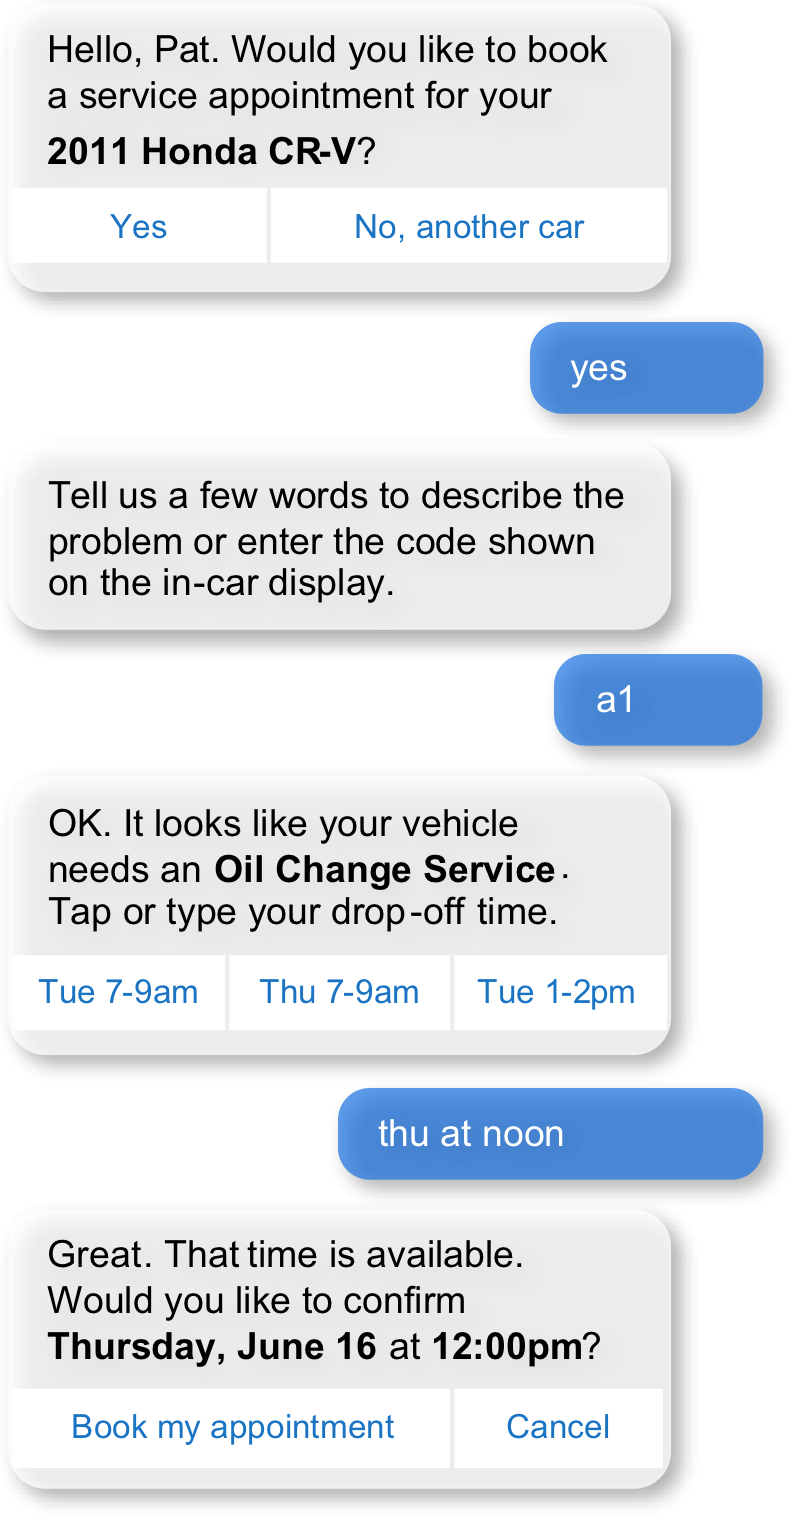 Hello, Pat. Would you like to book
a service appointment for your
2011 Honda CR-V?
Yes
No, another car
yes
Tell us a few words to describe the
problem or enter the code shown
on the in-car display.
a1
OK. It looks like your vehicle
needs an Oil Change Service.
Tap or type your drop-off time.
Tue 7-9am
Thu 7-9am
Tue 1-2pm
thu at noon
Great. That time is available.
Would you like to confirm
Thursday, June 16 at 12:00pm?
Book my appointment
Cancel